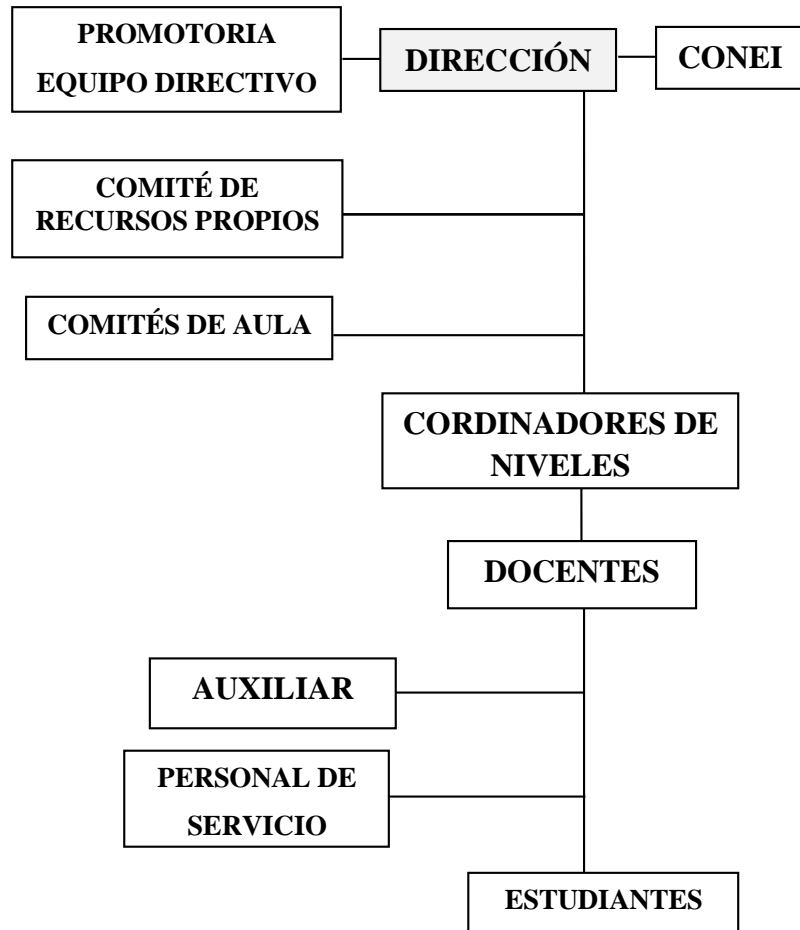 PROMOTORIA
EQUIPO DIRECTIVO
DIRECCIÓN
CONEI
COMITÉ DE
RECURSOS PROPIOS
COMITÉS DE AULA
CORDINADORES DE
NIVELES
DOCENTES
AUXILIAR
PERSONAL DE
SERVICIO
ESTUDIANTES